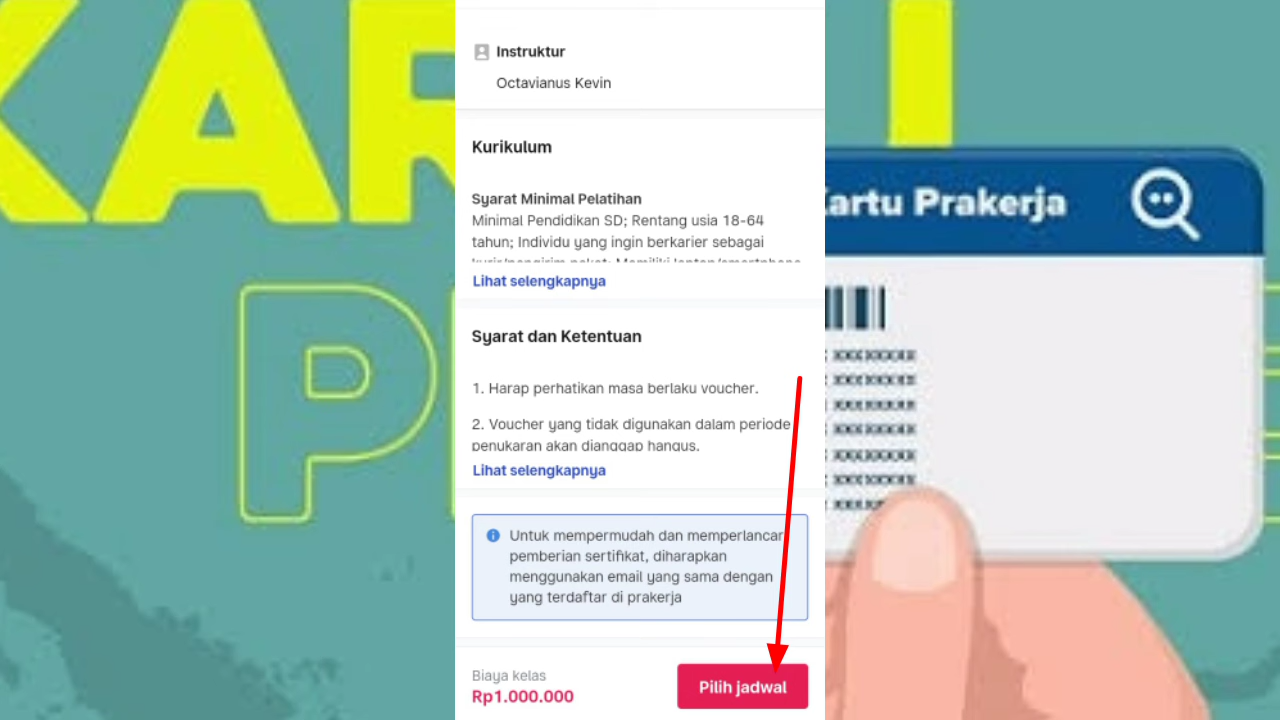 KAR
P
Instruktur
Octavianus Kevin
Kurikulum
Syarat Minimal Pelatihan
Minimal Pendidikan SD; Rentang usia 18-64
tahun; Individu yang ingin berkarier sebagai
Lihat selengkapnya
Syarat dan Ketentuan
1. Harap perhatikan masa berlaku voucher.
2. Voucher yang tidak digunakan dalam periode
penukaran akan dianggap hangus.
Lihat selengkapnya
Untuk mempermudah dan memperlancar
pemberian sertifikat, diharapkan
menggunakan email yang sama dengan
yang terdaftar di prakerja
Biaya kelas
Rp1.000.000
Pilih jadwal
artu Prakerja